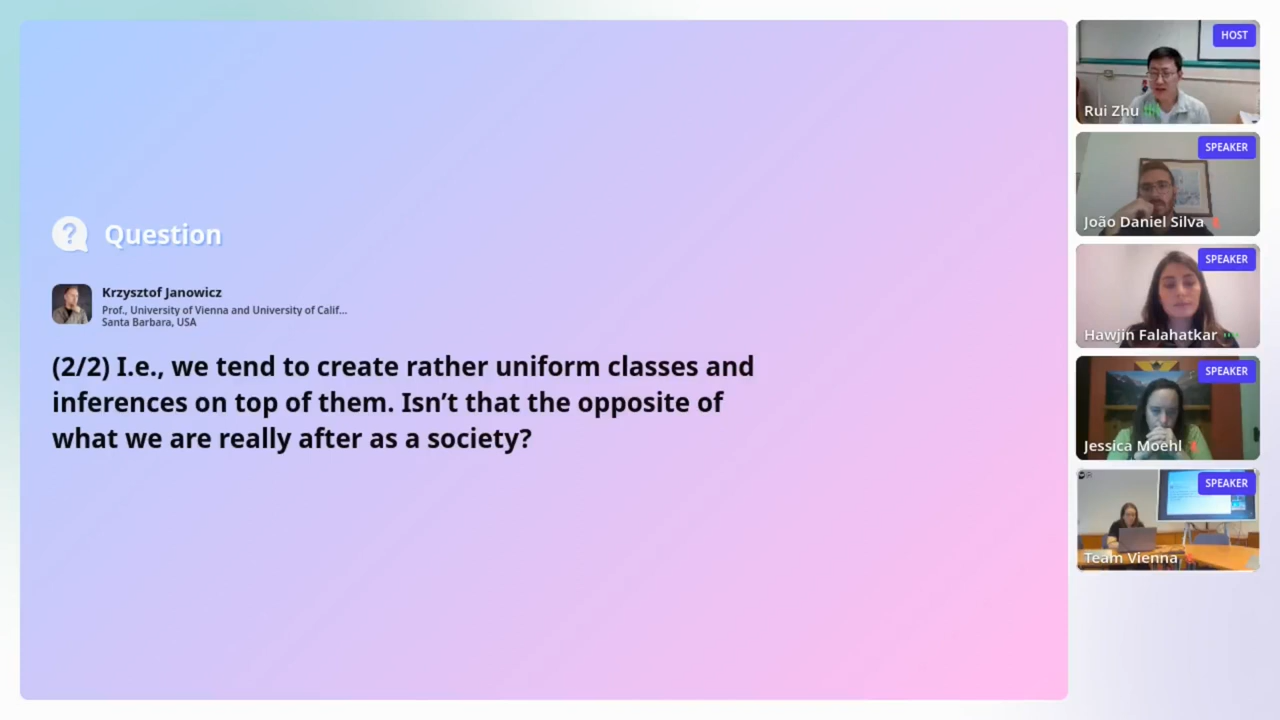 Question
Krzysztof Janowicz
Prof., University of Vienna and University of Calif...
Santa Barbara, USA
(2/2) I.e., we tend to create rather uniform classes and
inferences on top of them. Isn’t that the opposite of
what we are really after as a society?
HOST
Rui Zhu
SPEAKER
João Daniel Silva
SPEAKER
Hawjin Falahatkar
SPEAKER
Jessica Moehl
SPEAKER
Team Vienna